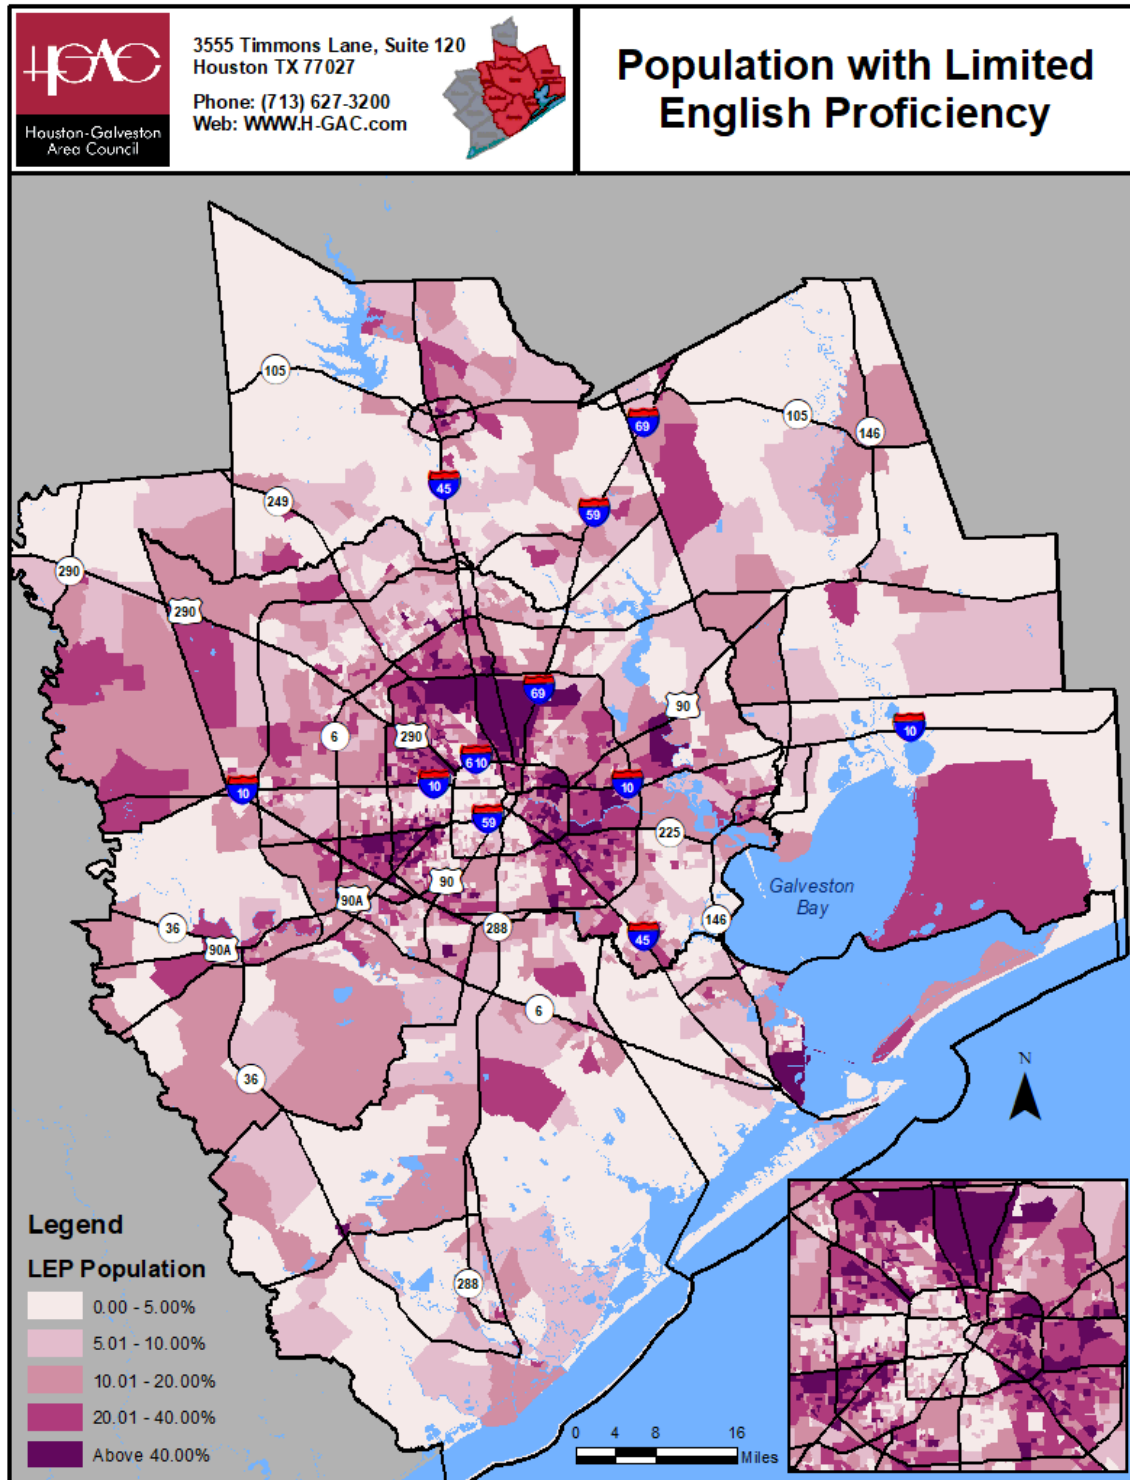 HGAC
Houston-Galveston
Area Council
3555 Timmons Lane, Suite 120
Houston TX 77027
Phone: (713) 627-3200
Web: WWW.H-GAC.com
Population with Limited
English Proficiency
105
69
105
146
45
249
59
290
290
69
90
6
290
10
610
10
10
10
59
225
90
90A
36
90A
288
146
45
Galveston
Bay
6
36
N
288
Legend
LEP Population
0.00 - 5.00%
5.01 - 10.00%
10.01 - 20.00%
20.01 - 40.00%
Above 40.00%
0 4 8 16
Miles